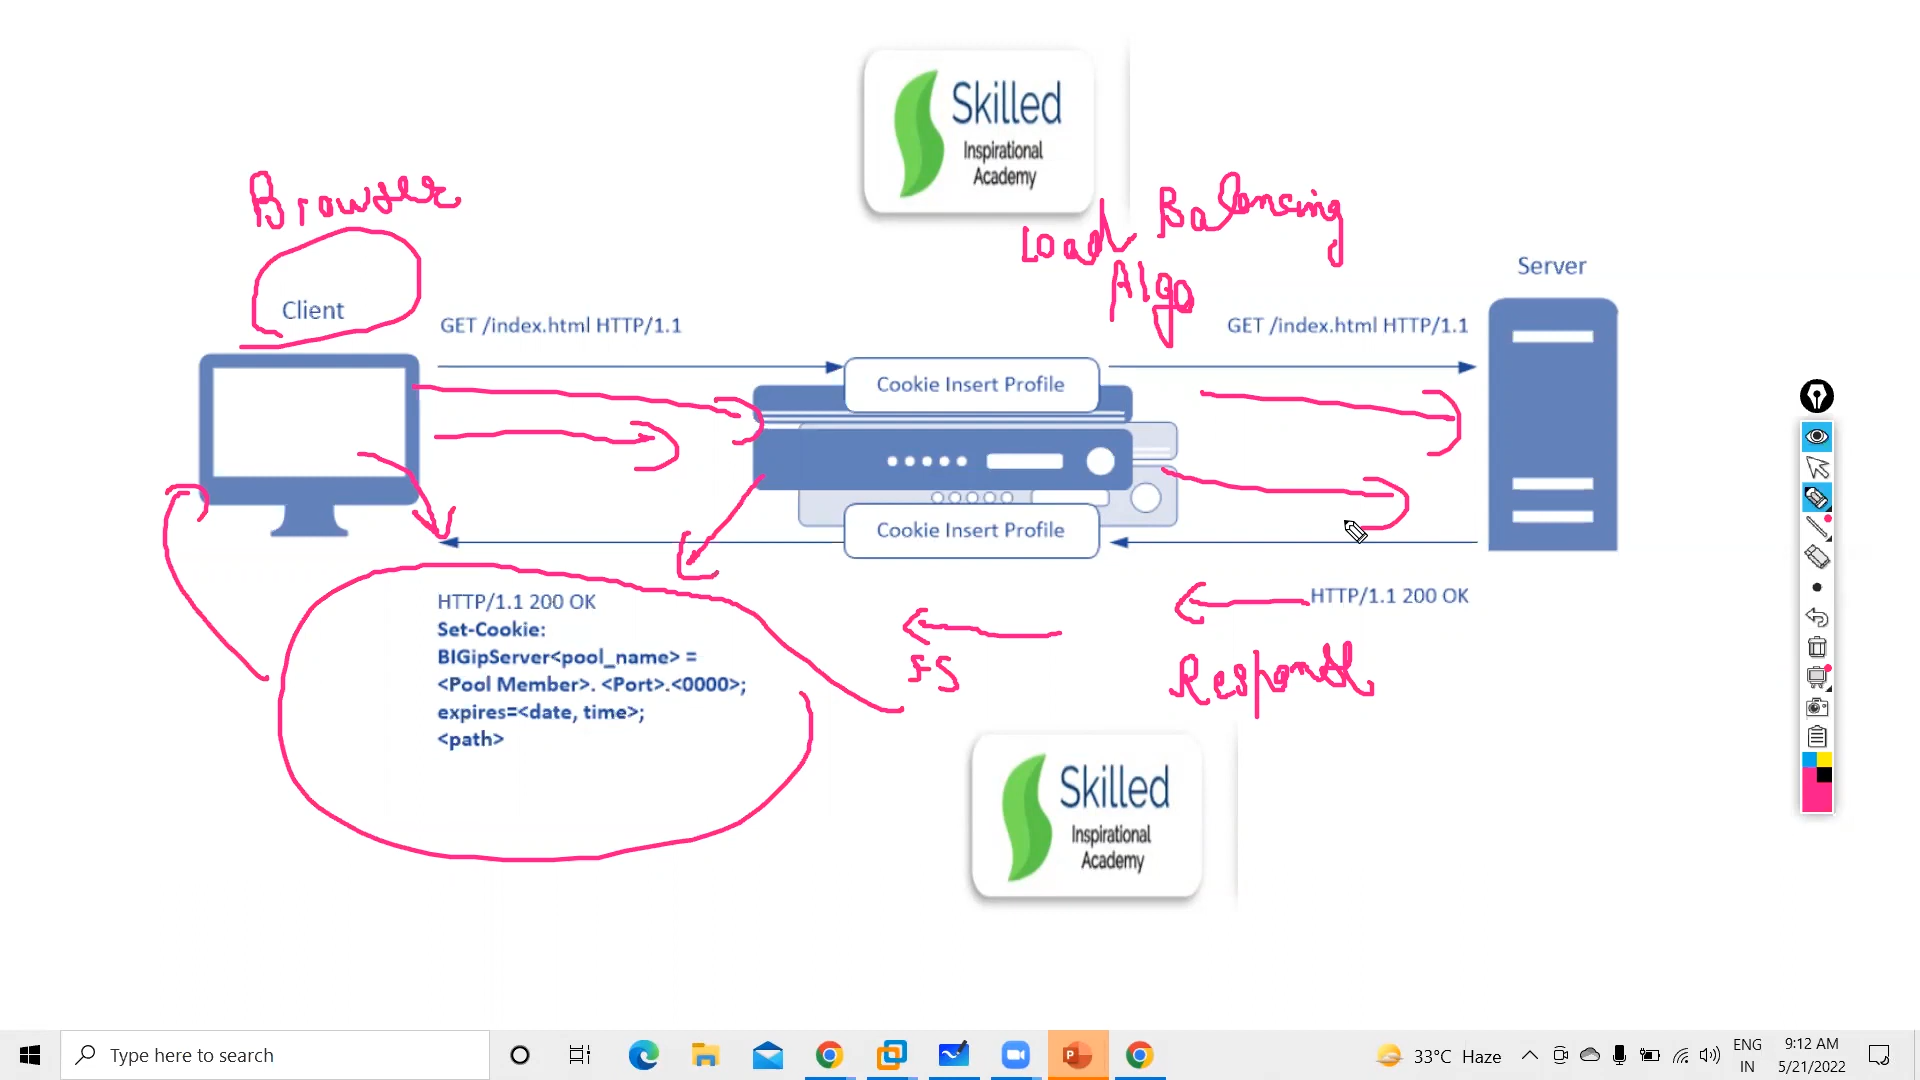 Skilled
Inspirational
Academy
Browser
Load Balancing
Algo
Server
Client
GET /index.html HTTP/1.1
GET /index.html HTTP/1.1
Cookie Insert Profile
Cookie Insert Profile
HTTP/1.1 200 OK
Set-Cookie:
BIGipServer<pool_name> =
<Pool Member>. <Port>.<0000>;
expires=<date, time>;
<path>
HTTP/1.1 200 OK
Response
Skilled
Inspirational
Academy
Type here to search
33°C Haze
ENG
IN
9:12 AM
5/21/2022